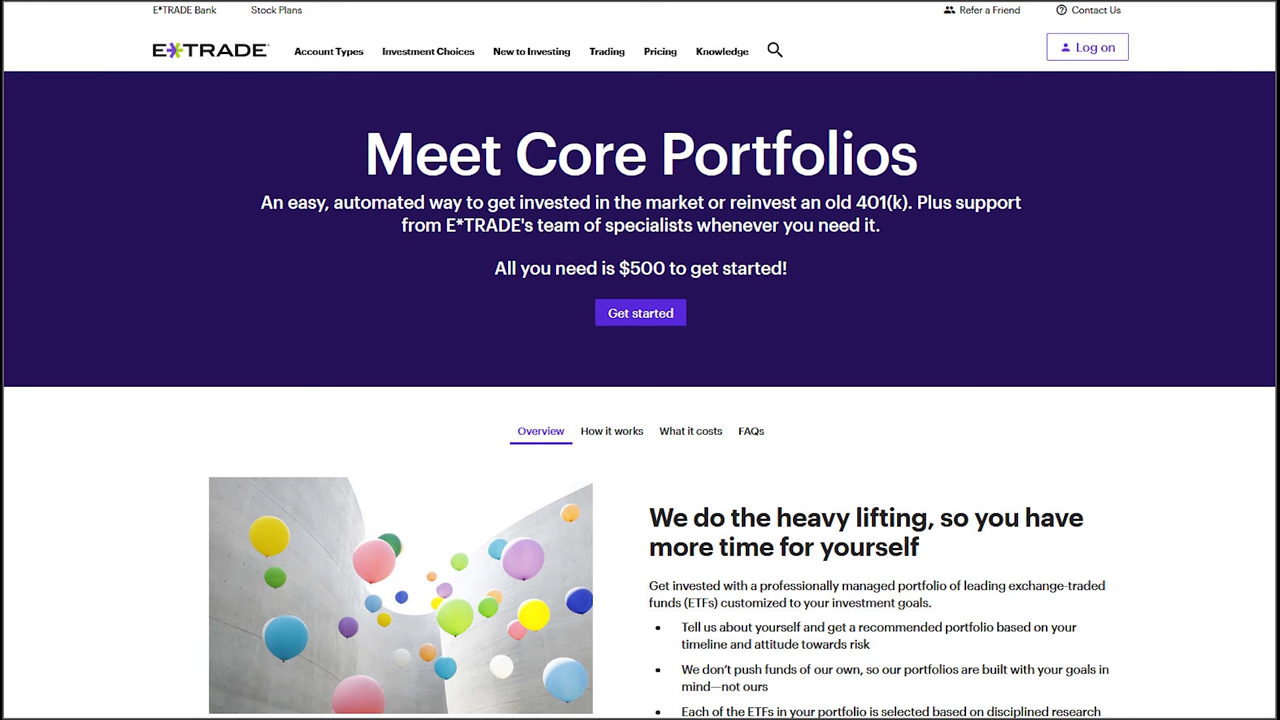 E*TRADE Bank
Stock Plans
Refer a Friend
Contact Us
E*TRADE
Account Types
Investment Choices
New to Investing
Trading
Pricing
Knowledge
Log on
Meet Core Portfolios
An easy, automated way to get invested in the market or reinvest an old 401(k). Plus support
from E*TRADE's team of specialists whenever you need it.
All you need is $500 to get started!
Get started
Overview
How it works
What it costs
FAQs
We do the heavy lifting, so you have
more time for yourself
Get invested with a professionally managed portfolio of leading exchange-traded
funds (ETFs) customized to your investment goals.
• Tell us about yourself and get a recommended portfolio based on your
timeline and attitude towards risk
• We don’t push funds of our own, so our portfolios are built with your goals in
mind—not ours
• Each of the ETFs in your portfolio is selected based on disciplined research